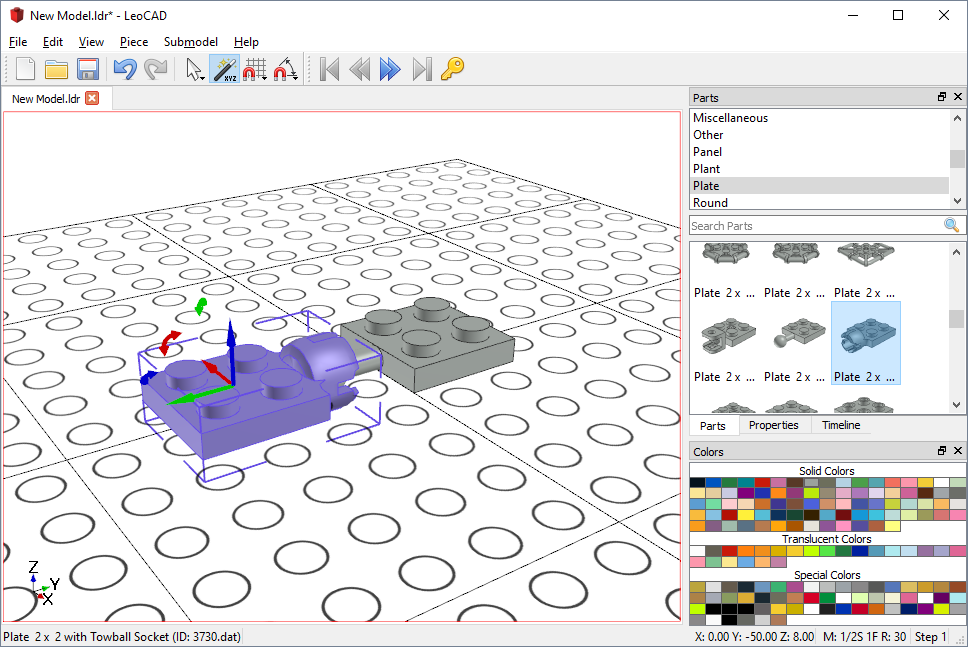 New Model.ldr* - LeoCAD
File Edit View Piece Submodel Help
XYZ
New Model.ldr
Parts
Miscellaneous
Other
Panel
Plant
Plate
Round
Search Parts
Plate 2 x ... Plate 2 x ... Plate 2 x ...
Plate 2 x ... Plate 2 x ... Plate 2 x ...
Parts Properties Timeline
Colors
Solid Colors
Translucent Colors
Special Colors
Z
Y
X
Plate 2 x 2 with Towball Socket (ID: 3730.dat)
X: 0.00 Y: -50.00 Z: 8.00 M: 1/2S 1F R: 30 Step 1